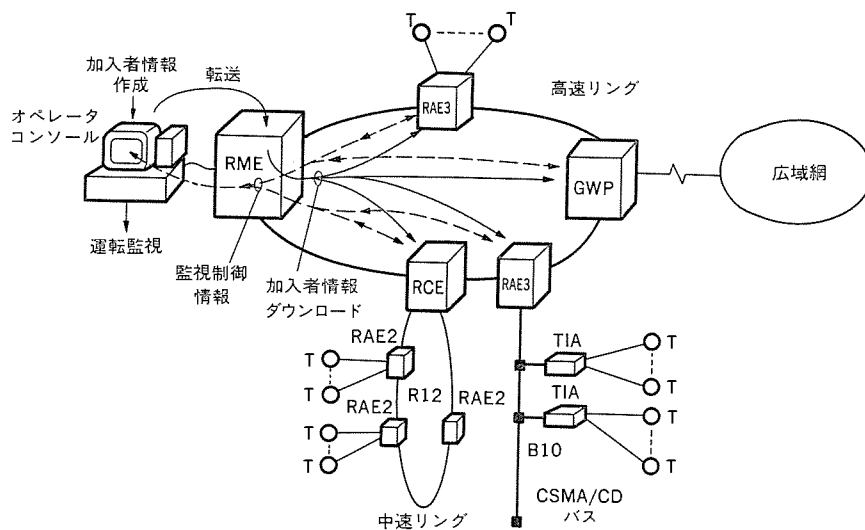 T
T
加入者情報
作成
転送
高速リング
オペレータ
コンソール
RAE3
RME
GWP
広域網
運転監視
監視制御
情報
加入者情報
ダウンロード
RCE
RAE3
RAE2
T
T
R12
RAE2
RAE2
T
T
TIA
T
T
TIA
T
T
B10
CSMA/CD
バス
中速リング